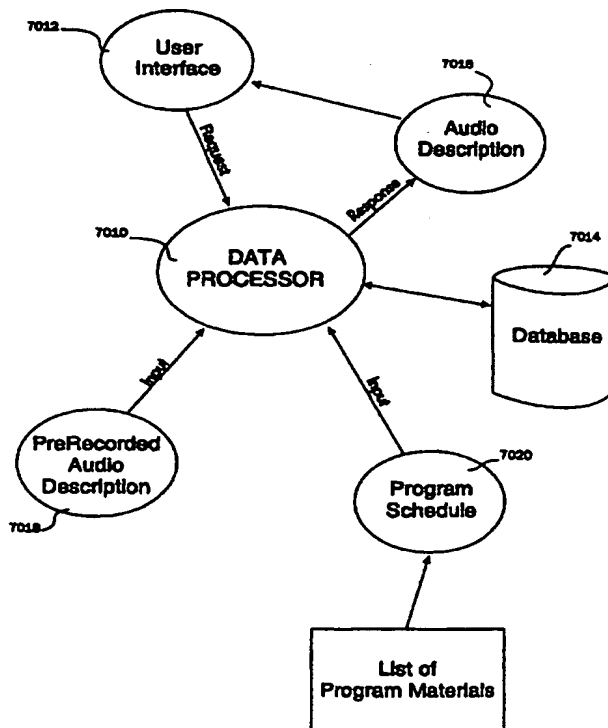 7012
User
Interface
7016
Audio
Description
Request
Response
7010
DATA
PROCESSOR
7014
Database
Input
Input
PreRecorded
Audio
Description
7018
7020
Program
Schedule
List of
Program Materials